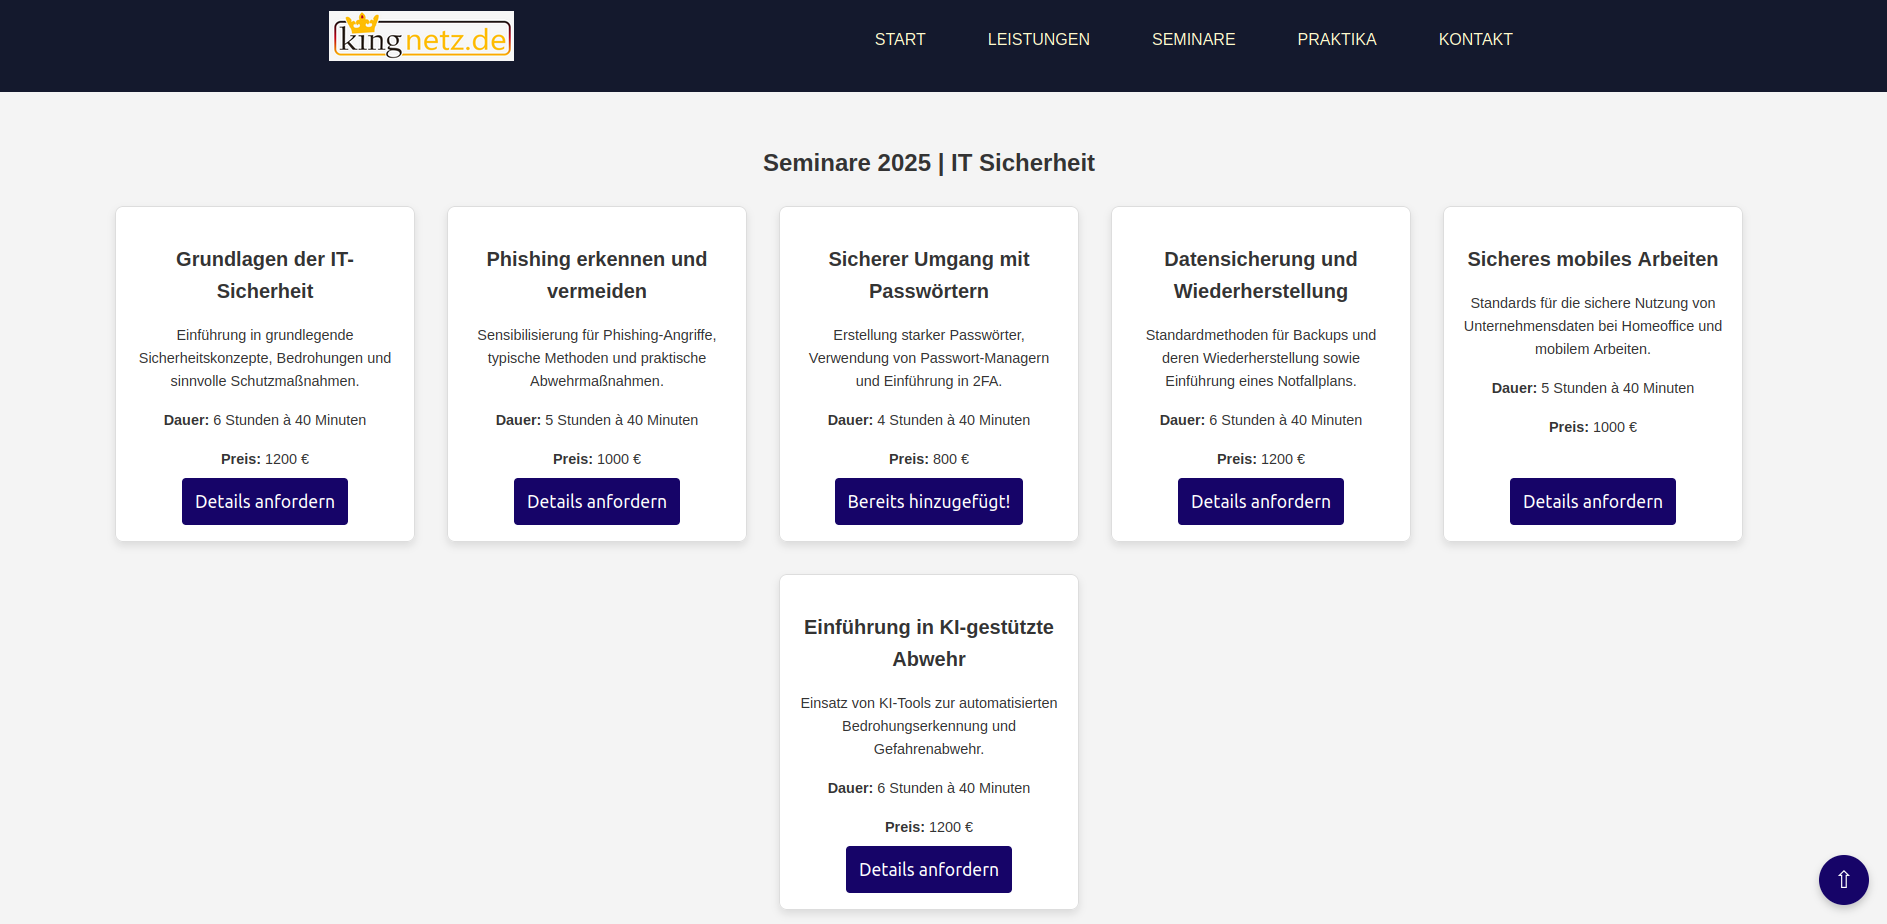 kingnetz.de
START LEISTUNGEN SEMINARE PRAKTIKA KONTAKT
Seminare 2025 | IT Sicherheit
Grundlagen der IT-
Sicherheit
Einführung in grundlegende
Sicherheitskonzepte, Bedrohungen und
sinnvolle Schutzmaßnahmen.
Dauer: 6 Stunden à 40 Minuten
Preis: 1200 €
Details anfordern
Phishing erkennen und
vermeiden
Sensibilisierung für Phishing-Angriffe,
typische Methoden und praktische
Abwehrmaßnahmen.
Dauer: 5 Stunden à 40 Minuten
Preis: 1000 €
Details anfordern
Sicherer Umgang mit
Passwörtern
Erstellung starker Passwörter,
Verwendung von Passwort-Managern
und Einführung in 2FA.
Dauer: 4 Stunden à 40 Minuten
Preis: 800 €
Bereits hinzugefügt!
Datensicherung und
Wiederherstellung
Standardmethoden für Backups und
deren Wiederherstellung sowie
Einführung eines Notfallplans.
Dauer: 6 Stunden à 40 Minuten
Preis: 1200 €
Details anfordern
Sicheres mobiles Arbeiten
Standards für die sichere Nutzung von
Unternehmensdaten bei Homeoffice und
mobilem Arbeiten.
Dauer: 5 Stunden à 40 Minuten
Preis: 1000 €
Details anfordern
Einführung in KI-gestützte
Abwehr
Einsatz von KI-Tools zur automatisierten
Bedrohungserkennung und
Gefahrenabwehr.
Dauer: 6 Stunden à 40 Minuten
Preis: 1200 €
Details anfordern
⇧